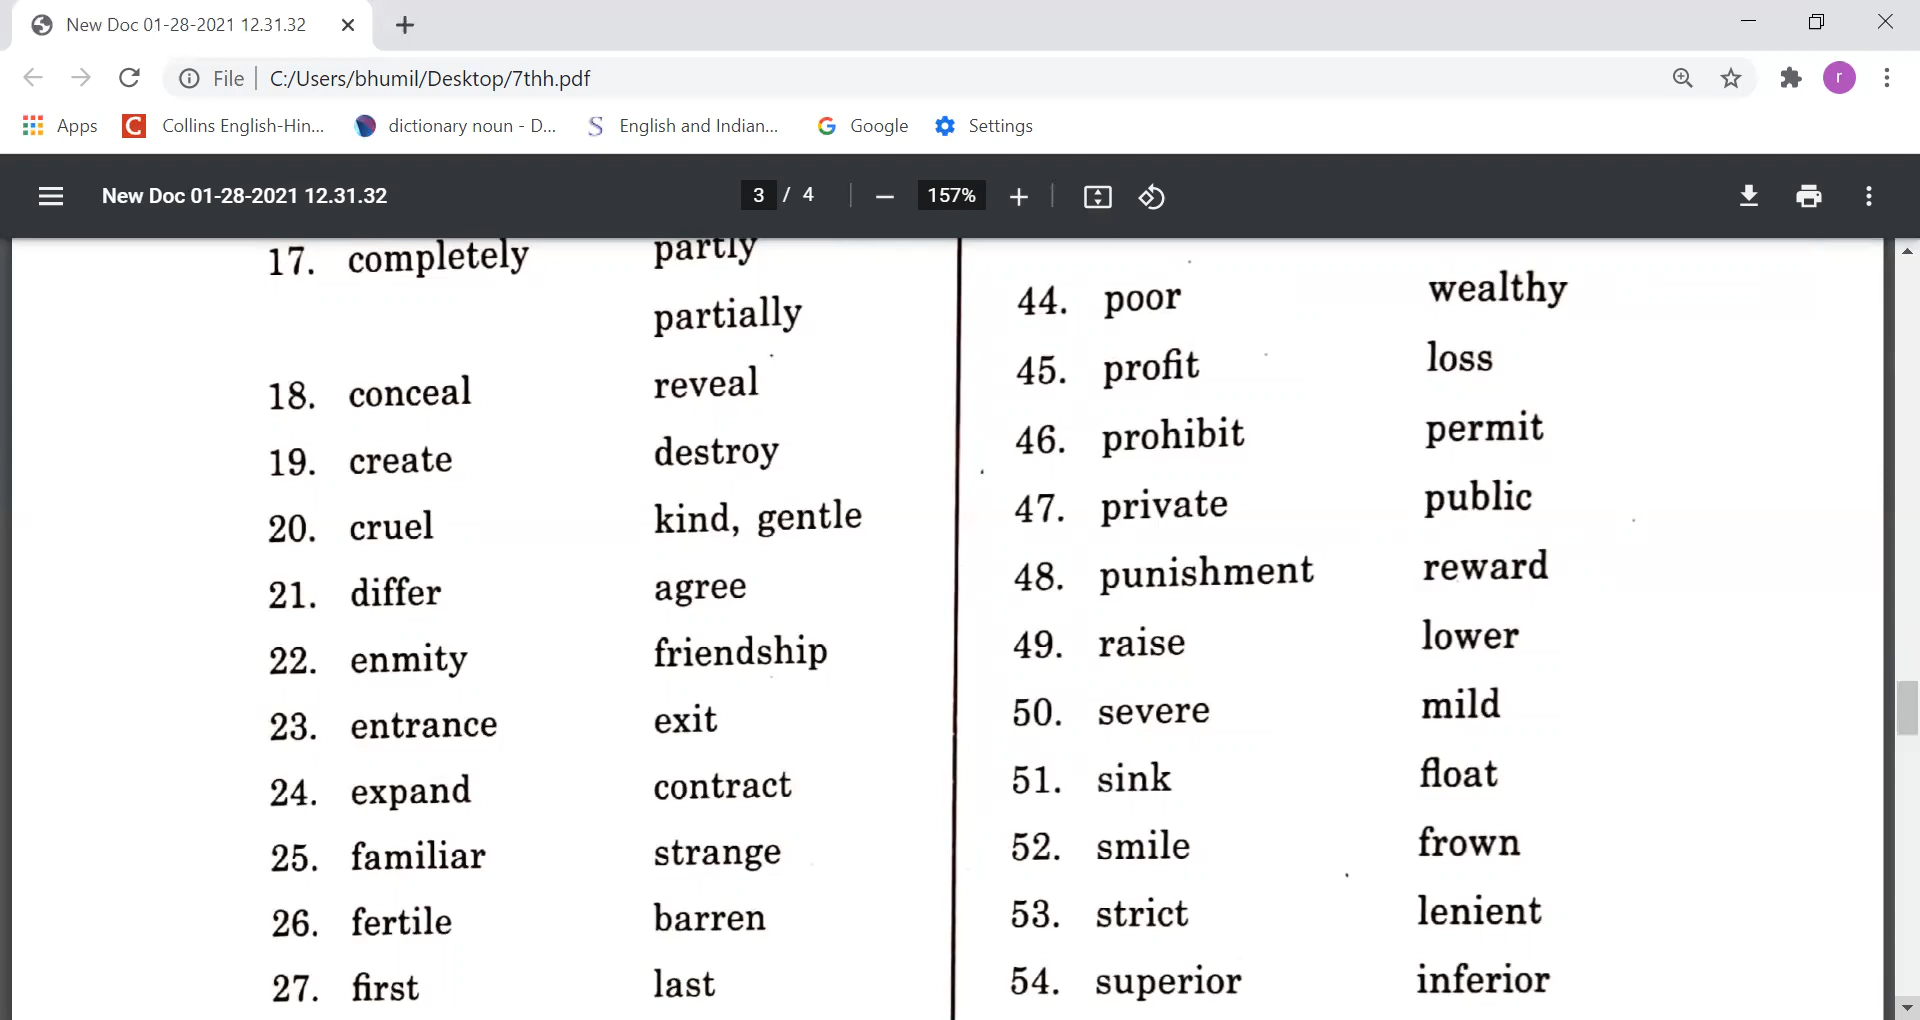 New Doc 01-28-2021 12.31.32
File C:/Users/bhumil/Desktop/7thh.pdf
r
Apps Collins English-Hin... dictionary noun - D... English and Indian... Google Settings
New Doc 01-28-2021 12.31.32 3 / 4 157%
17. completely partly
partially
18. conceal reveal
19. create destroy
20. cruel kind, gentle
21. differ agree
22. enmity friendship
23. entrance exit
24. expand contract
25. familiar strange
26. fertile barren
27. first last
44. poor wealthy
45. profit loss
46. prohibit permit
47. private public
48. punishment reward
49. raise lower
50. severe mild
51. sink float
52. smile frown
53. strict lenient
54. superior inferior